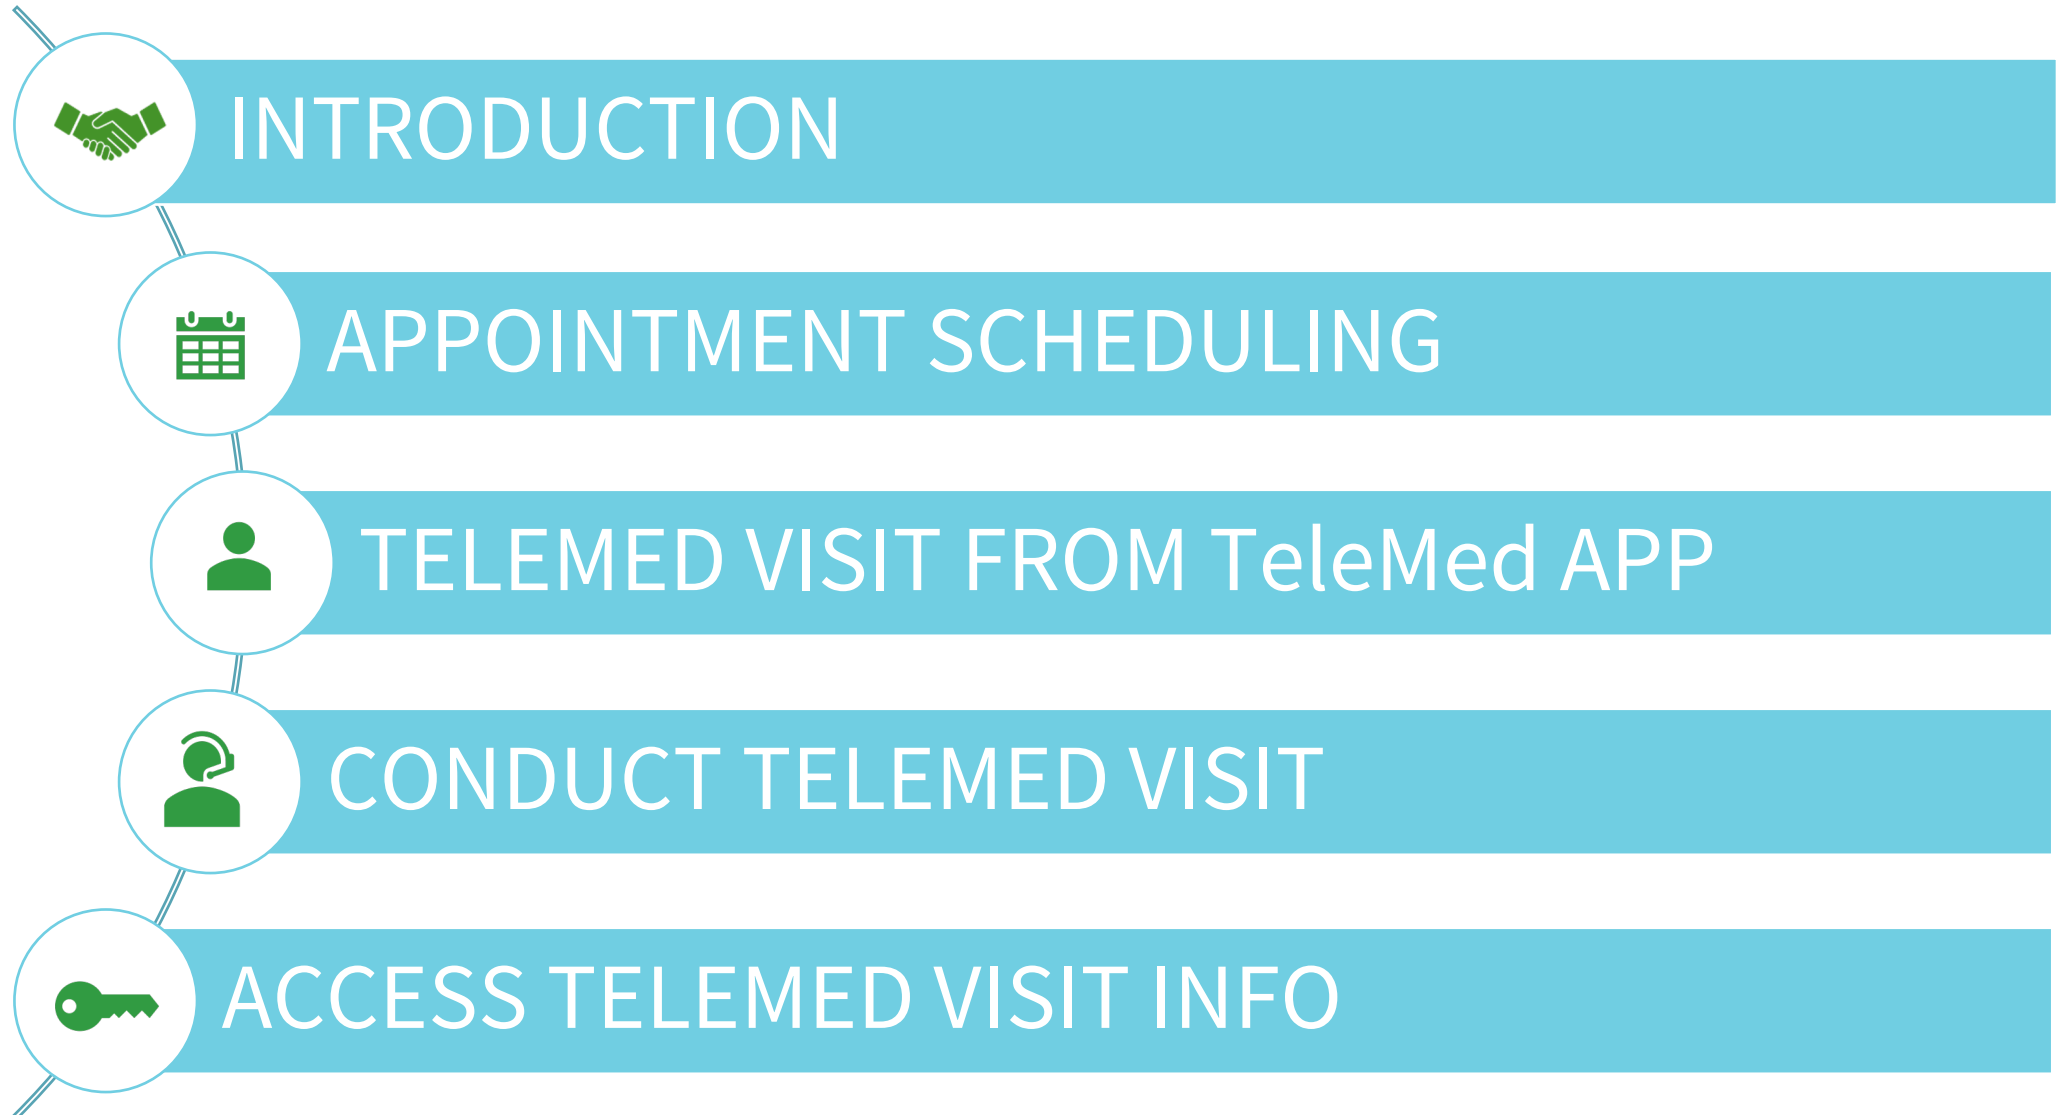 INTRODUCTION
APPOINTMENT SCHEDULING
TELEMED VISIT FROM TeleMed APP
CONDUCT TELEMED VISIT
ACCESS TELEMED VISIT INFO